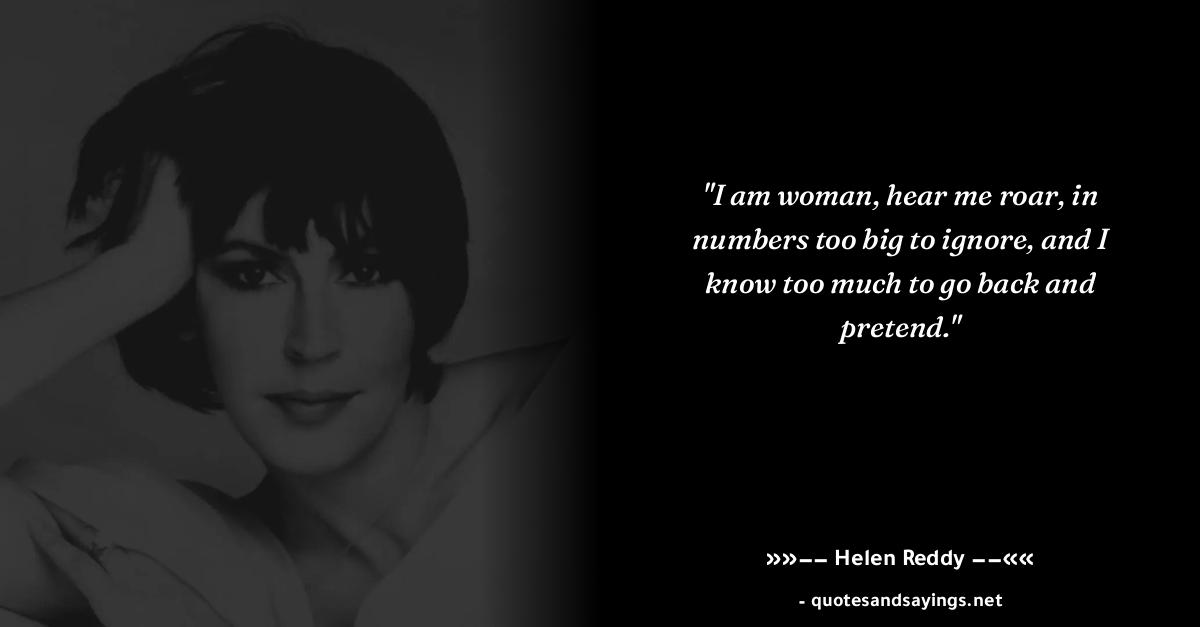 "I am woman, hear me roar, in
numbers too big to ignore, and I
know too much to go back and
pretend."
»»−− Helen Reddy −−««
- quotesandsayings.net